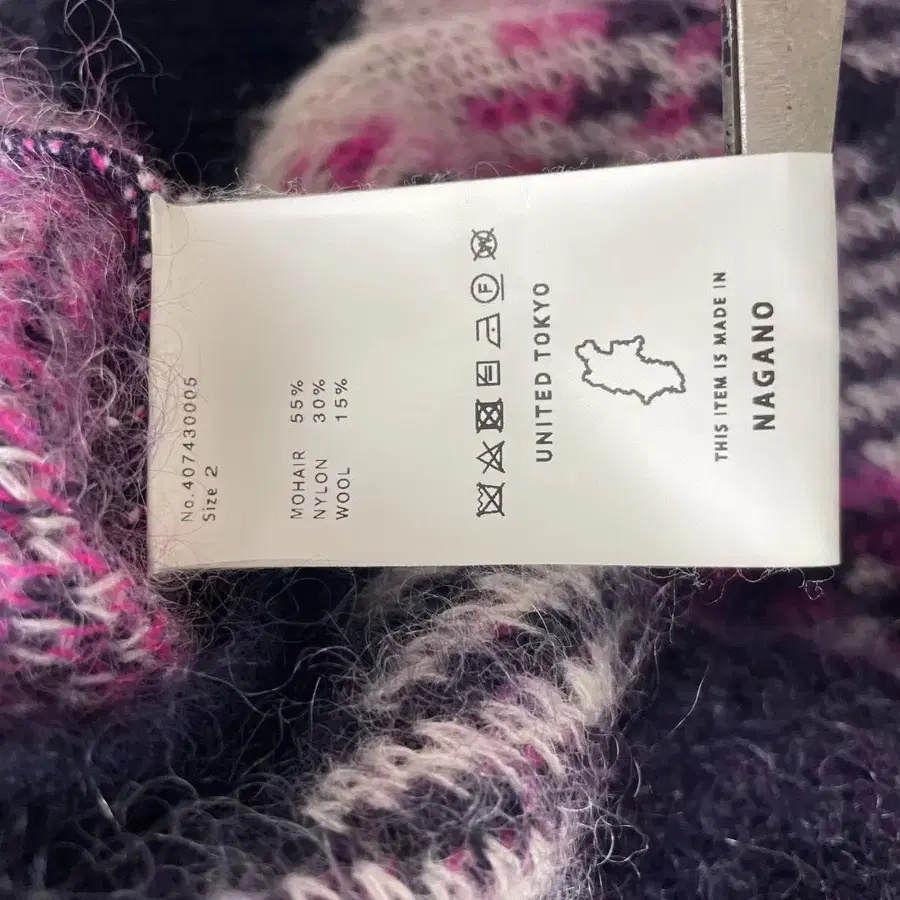 No.407430005
Size 2
MOHAIR 55%
NYLON 30%
WOOL 15%
UNITED TOKYO
THIS ITEM IS MADE IN
NAGANO